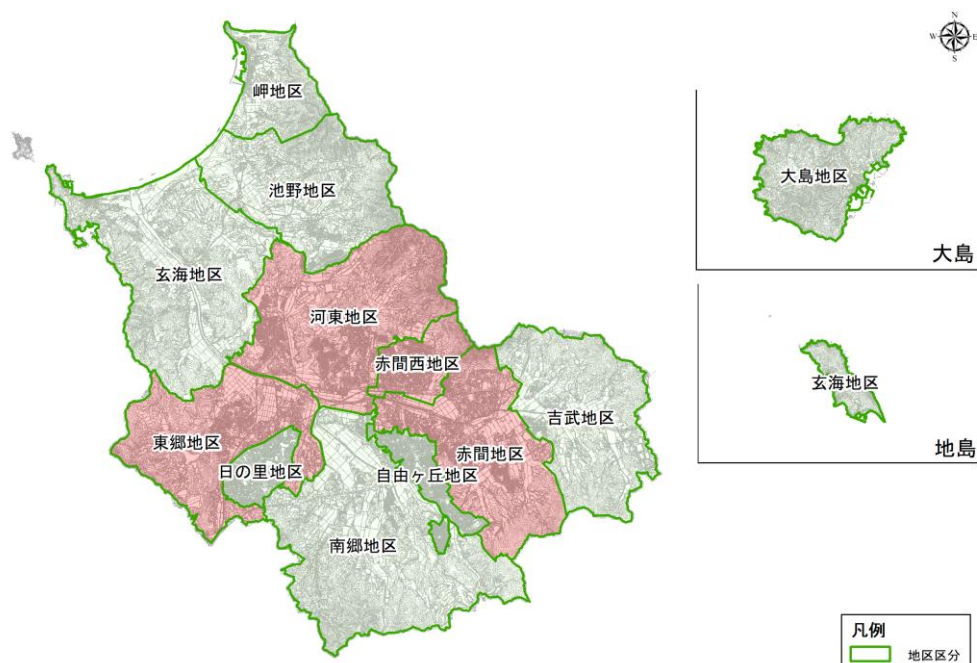 N
W E
S
岬地区
池野地区
大島地区
大島
玄海地区
河東地区
赤間西地区
玄海地区
吉武地区
東郷地区
赤間地区
日の里地区
自由ヶ丘地区
地島
南郷地区
凡例
地区区分